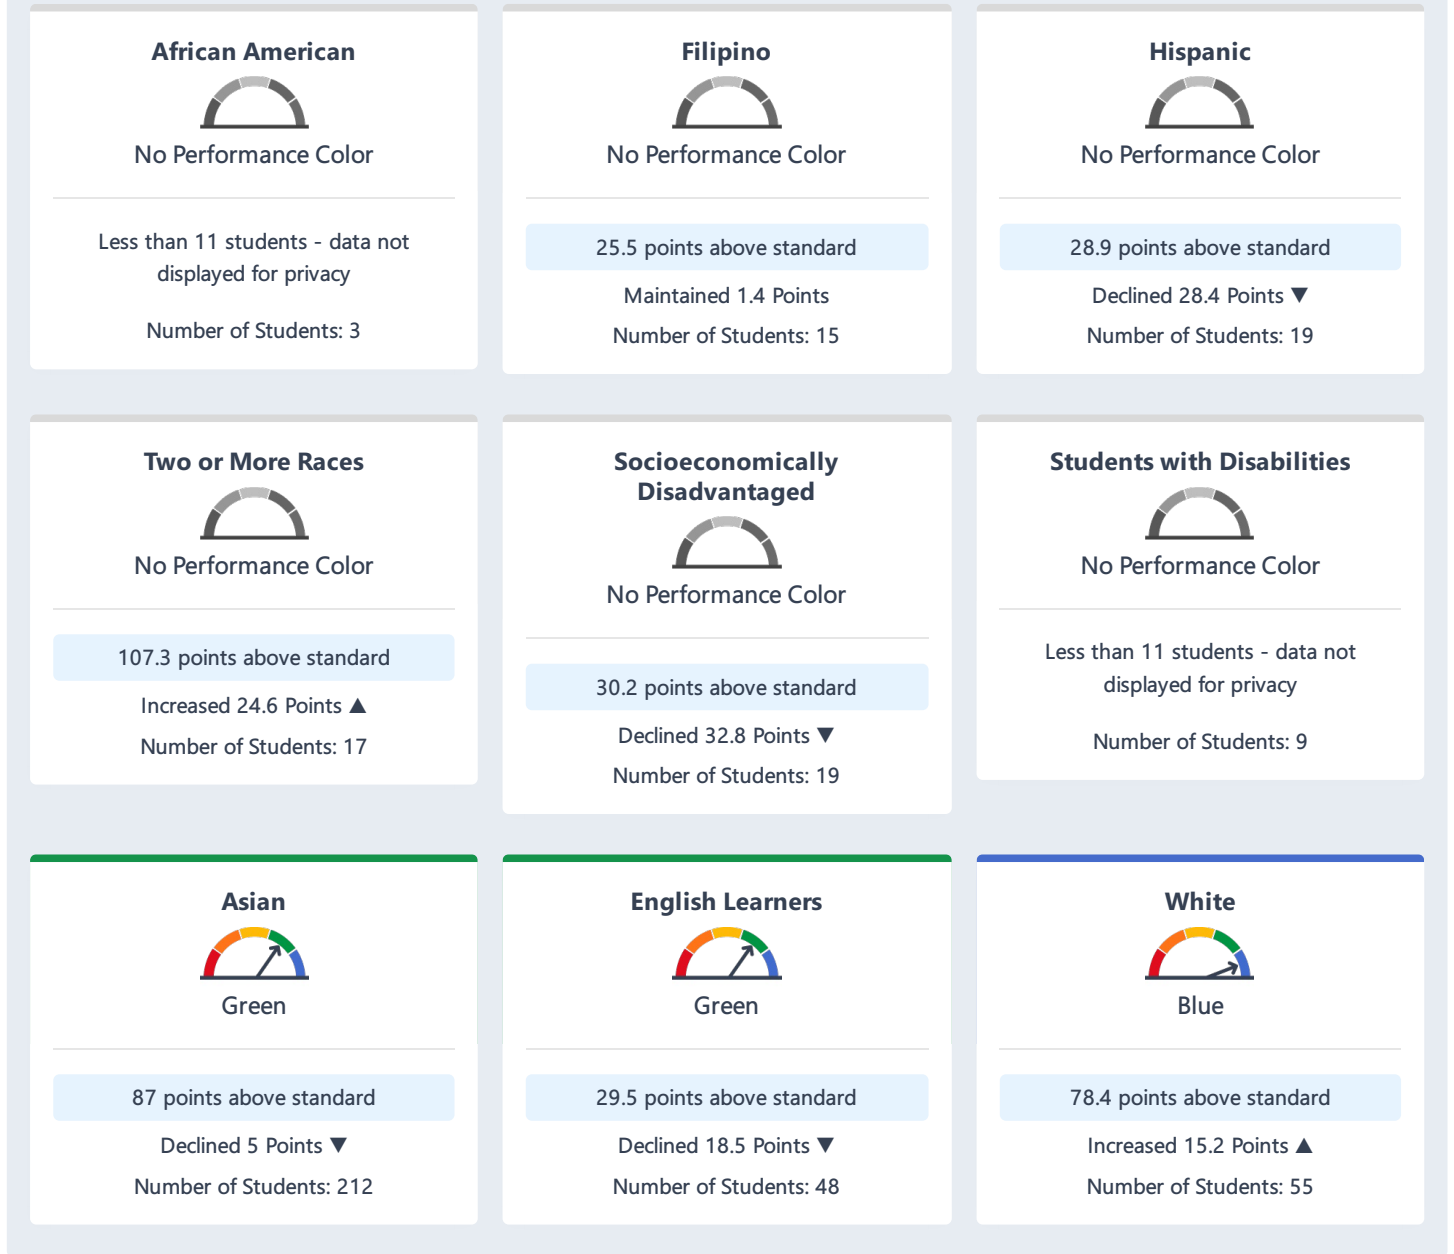 African American
No Performance Color
Less than 11 students - data not
displayed for privacy
Number of Students: 3
Filipino
No Performance Color
25.5 points above standard
Maintained 1.4 Points
Number of Students: 15
Hispanic
No Performance Color
28.9 points above standard
Declined 28.4 Points ▼
Number of Students: 19
Two or More Races
No Performance Color
107.3 points above standard
Increased 24.6 Points ▲
Number of Students: 17
Socioeconomically
Disadvantaged
No Performance Color
30.2 points above standard
Declined 32.8 Points ▼
Number of Students: 19
Students with Disabilities
No Performance Color
Less than 11 students - data not
displayed for privacy
Number of Students: 9
Asian
Green
87 points above standard
Declined 5 Points ▼
Number of Students: 212
English Learners
Green
29.5 points above standard
Declined 18.5 Points ▼
Number of Students: 48
White
Blue
78.4 points above standard
Increased 15.2 Points ▲
Number of Students: 55